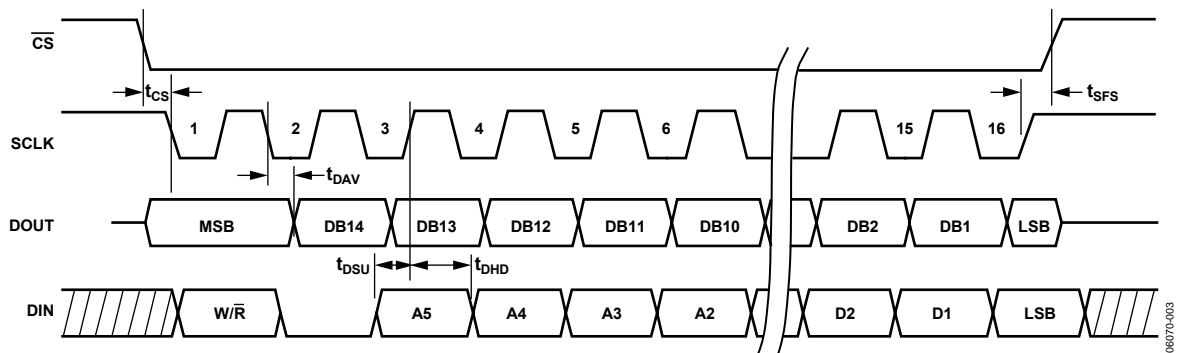 CS
tCS
tSFS
SCLK
1 2 3 4 5 6 15 16
tDAV
DOUT
MSB DB14 DB13 DB12 DB11 DB10 DB2 DB1 LSB
tDSU tDHD
DIN
W/R̅ A5 A4 A3 A2 D2 D1 LSB
06070-003